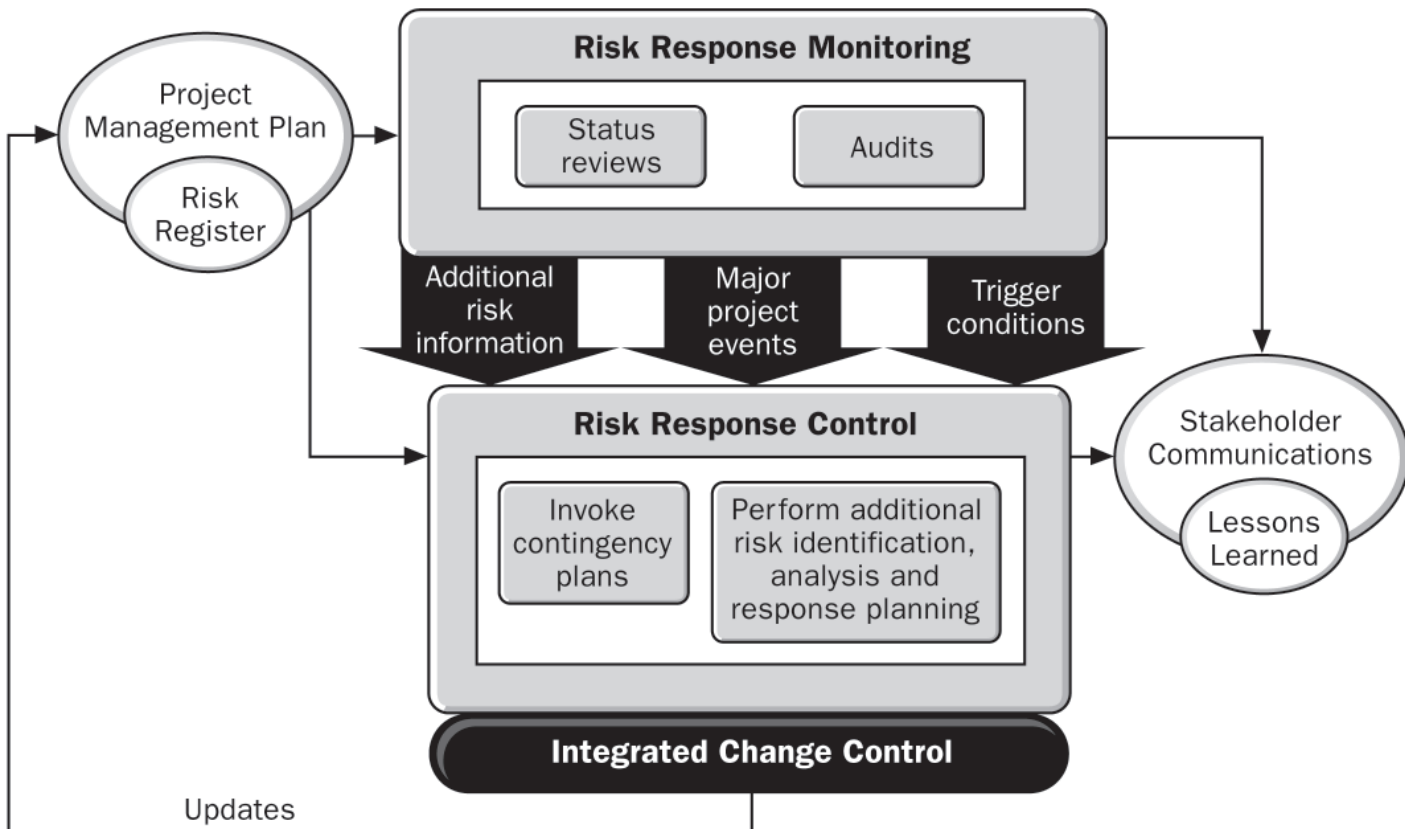 Risk Response Monitoring
Project
Management Plan
Risk
Register
Status
reviews
Audits
Additional
risk
information
Major
project
events
Trigger
conditions
Risk Response Control
Invoke
contingency
plans
Perform additional
risk identification,
analysis and
response planning
Stakeholder
Communications
Lessons
Learned
Integrated Change Control
Updates